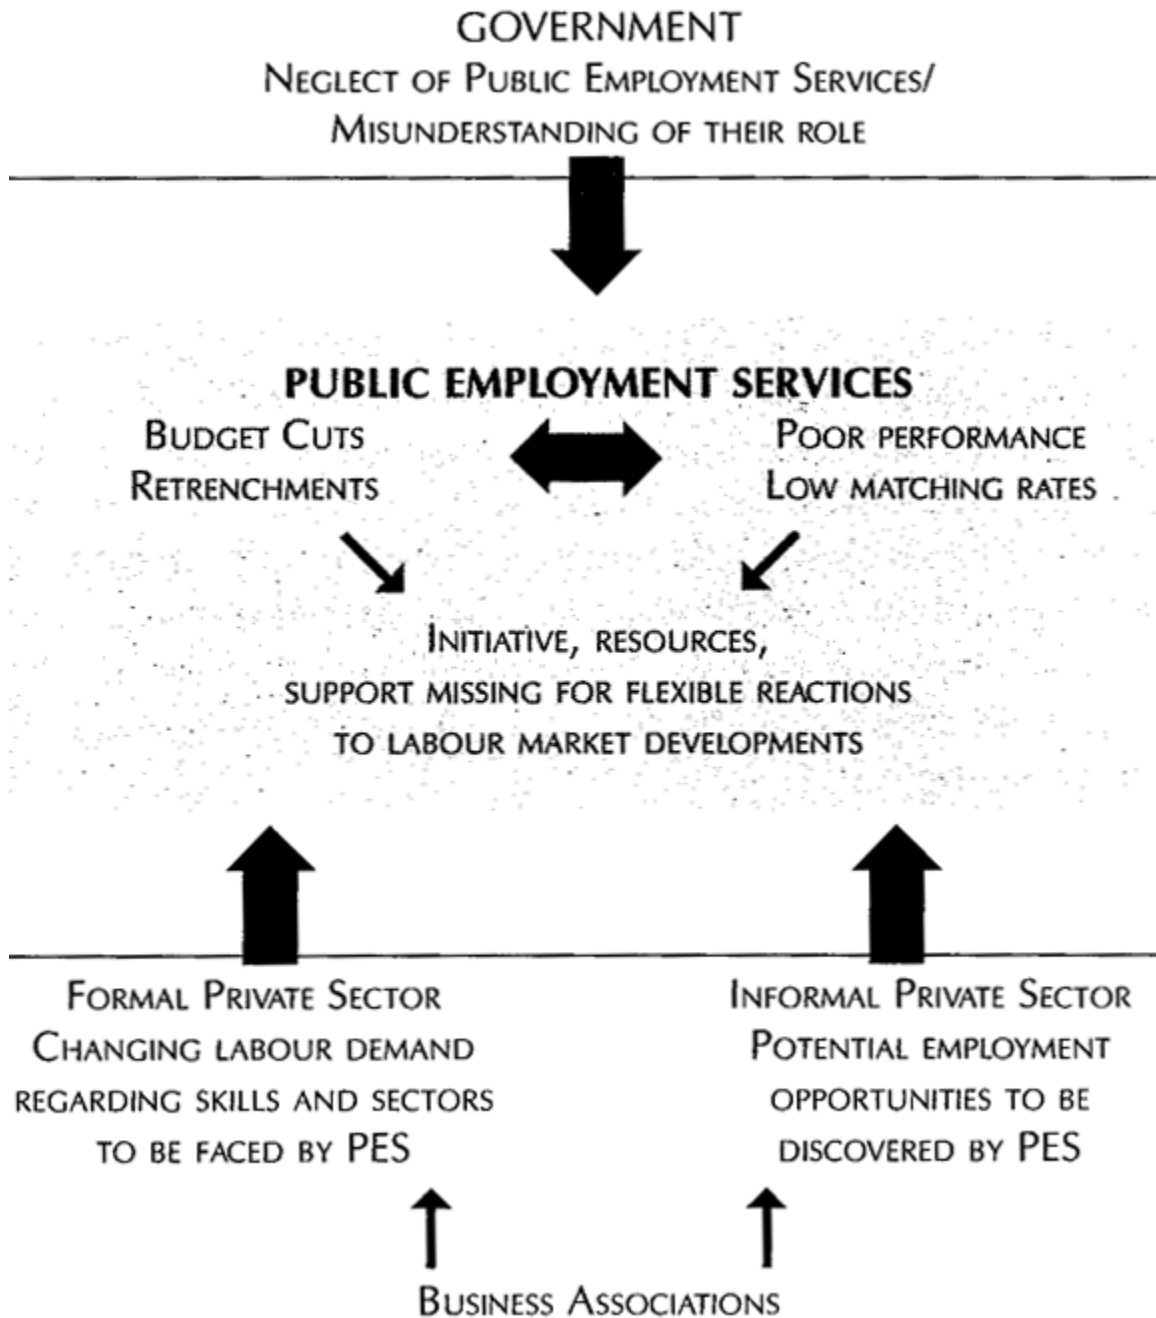 GOVERNMENT
NEGLECT OF PUBLIC EMPLOYMENT SERVICES/
MISUNDERSTANDING OF THEIR ROLE
PUBLIC EMPLOYMENT SERVICES
BUDGET CUTS
RETRENCHMENTS
POOR PERFORMANCE
LOW MATCHING RATES
INITIATIVE, RESOURCES,
SUPPORT MISSING FOR FLEXIBLE REACTIONS
TO LABOUR MARKET DEVELOPMENTS
FORMAL PRIVATE SECTOR
CHANGING LABOUR DEMAND
REGARDING SKILLS AND SECTORS
TO BE FACED BY PES
INFORMAL PRIVATE SECTOR
POTENTIAL EMPLOYMENT
OPPORTUNITIES TO BE
DISCOVERED BY PES
BUSINESS ASSOCIATIONS